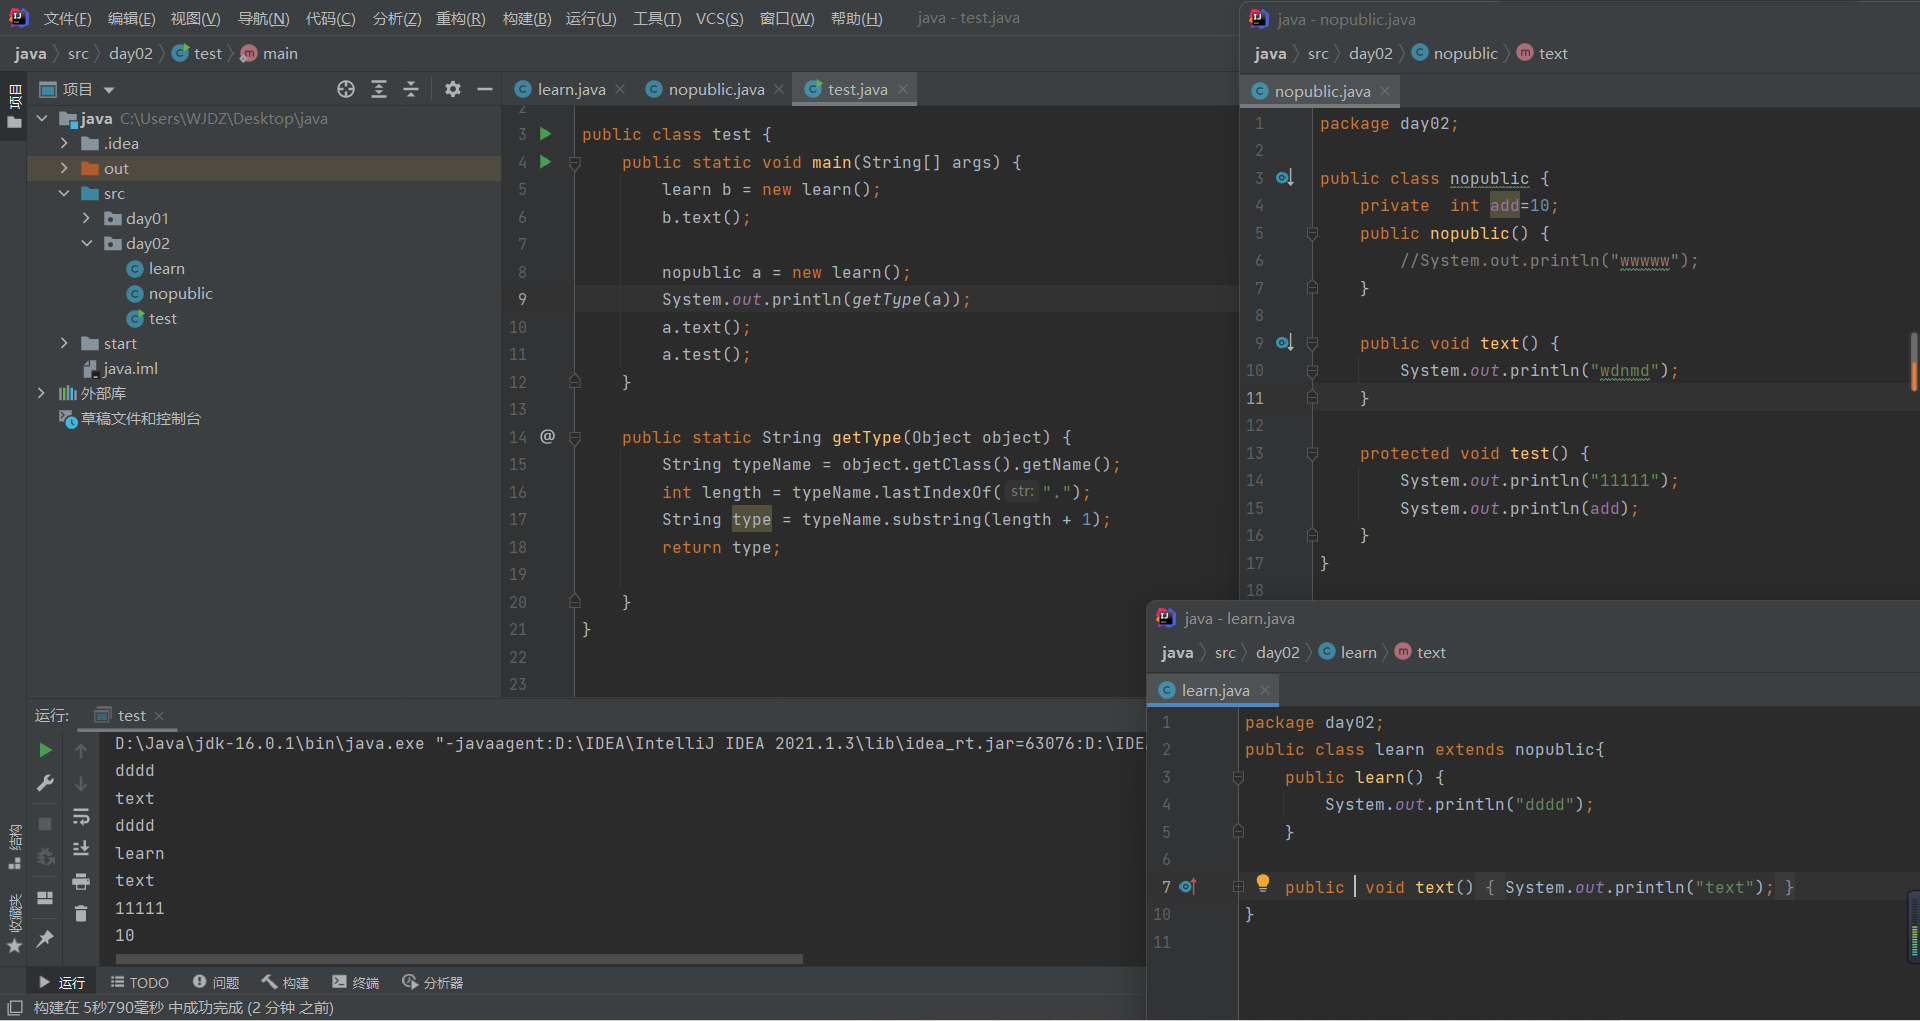 文件(F) 编辑(E) 视图(V) 导航(N) 代码(C) 分析(Z) 重构(R) 构建(B) 运行(U) 工具(T) VCS(S) 窗口(W) 帮助(H) java - test.java
java src day02 test main
项目
项目
java C:\Users\WJDZ\Desktop\java
.idea
out
src
day01
day02
learn
nopublic
test
start
java.iml
外部库
草稿文件和控制台
learn.java nopublic.java test.java
2
3 public class test {
4 public static void main(String[] args) {
5 learn b = new learn();
6 b.text();
7
8 nopublic a = new learn();
9 System.out.println(getType(a));
10 a.text();
11 a.test();
12 }
13
14 @ public static String getType(Object object) {
15 String typeName = object.getClass().getName();
16 int length = typeName.lastIndexOf( str: ".");
17 String type = typeName.substring(length + 1);
18 return type;
19
20 }
21 }
22
23
java - nopublic.java
java src day02 nopublic text
nopublic.java
1 package day02;
2
3 public class nopublic {
4 private  int add=10;
5 public nopublic() {
6 //System.out.println("wwwww");
7 }
8
9 public void text() {
10 System.out.println("wdnmd");
11 }
12
13 protected void test() {
14 System.out.println("11111");
15 System.out.println(add);
16 }
17 }
18
java - learn.java
java src day02 learn text
learn.java
1 package day02;
2 public class learn extends nopublic{
3 public learn() {
4 System.out.println("dddd");
5 }
6
7 public  void text() { System.out.println("text"); }
10 }
11
运行: test
D:\Java\jdk-16.0.1\bin\java.exe "-javaagent:D:\IDEA\IntelliJ IDEA 2021.1.3\lib\idea_rt.jar=63076:D:\IDE
dddd
text
dddd
learn
text
11111
10
结构
收藏夹
运行 TODO 问题 构建 终端 分析器
构建在 5秒790毫秒 中成功完成 (2 分钟 之前)